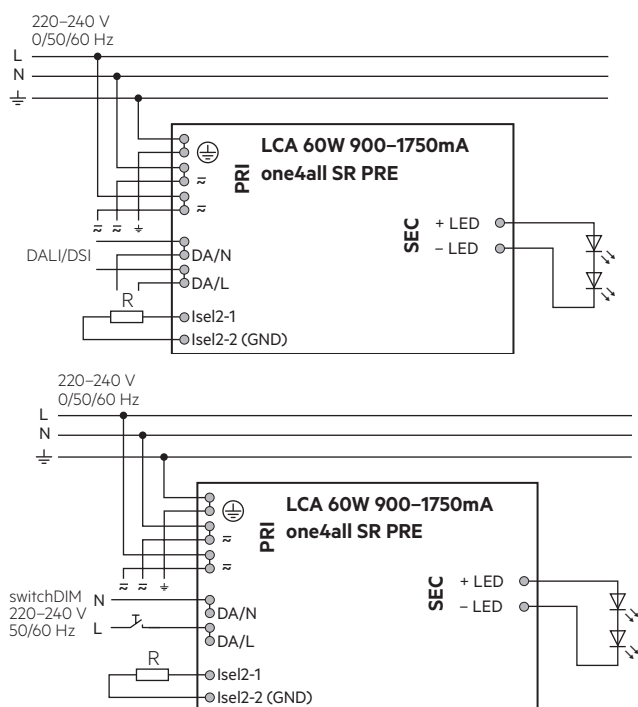 220–240 V
0/50/60 Hz
L
N
LCA 60W 900–1750mA
one4all SR PRE
PRI
SEC
+ LED
– LED
DALI/DSI
DA/N
DA/L
R
Isel2-1
Isel2-2 (GND)
220–240 V
0/50/60 Hz
L
N
LCA 60W 900–1750mA
one4all SR PRE
PRI
SEC
+ LED
– LED
switchDIM N
220–240 V
50/60 Hz L
DA/N
DA/L
R
Isel2-1
Isel2-2 (GND)